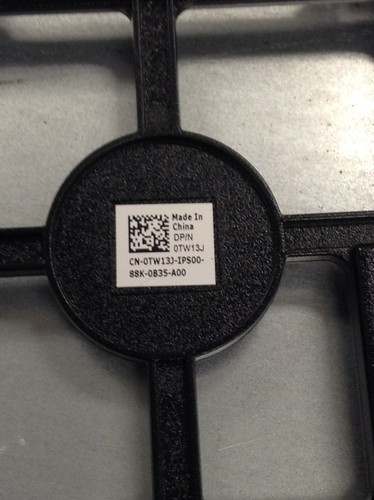 Made In
China
DP/N
0TW13J
CN-0TW13J-IPS00-
88K-0B35-A00